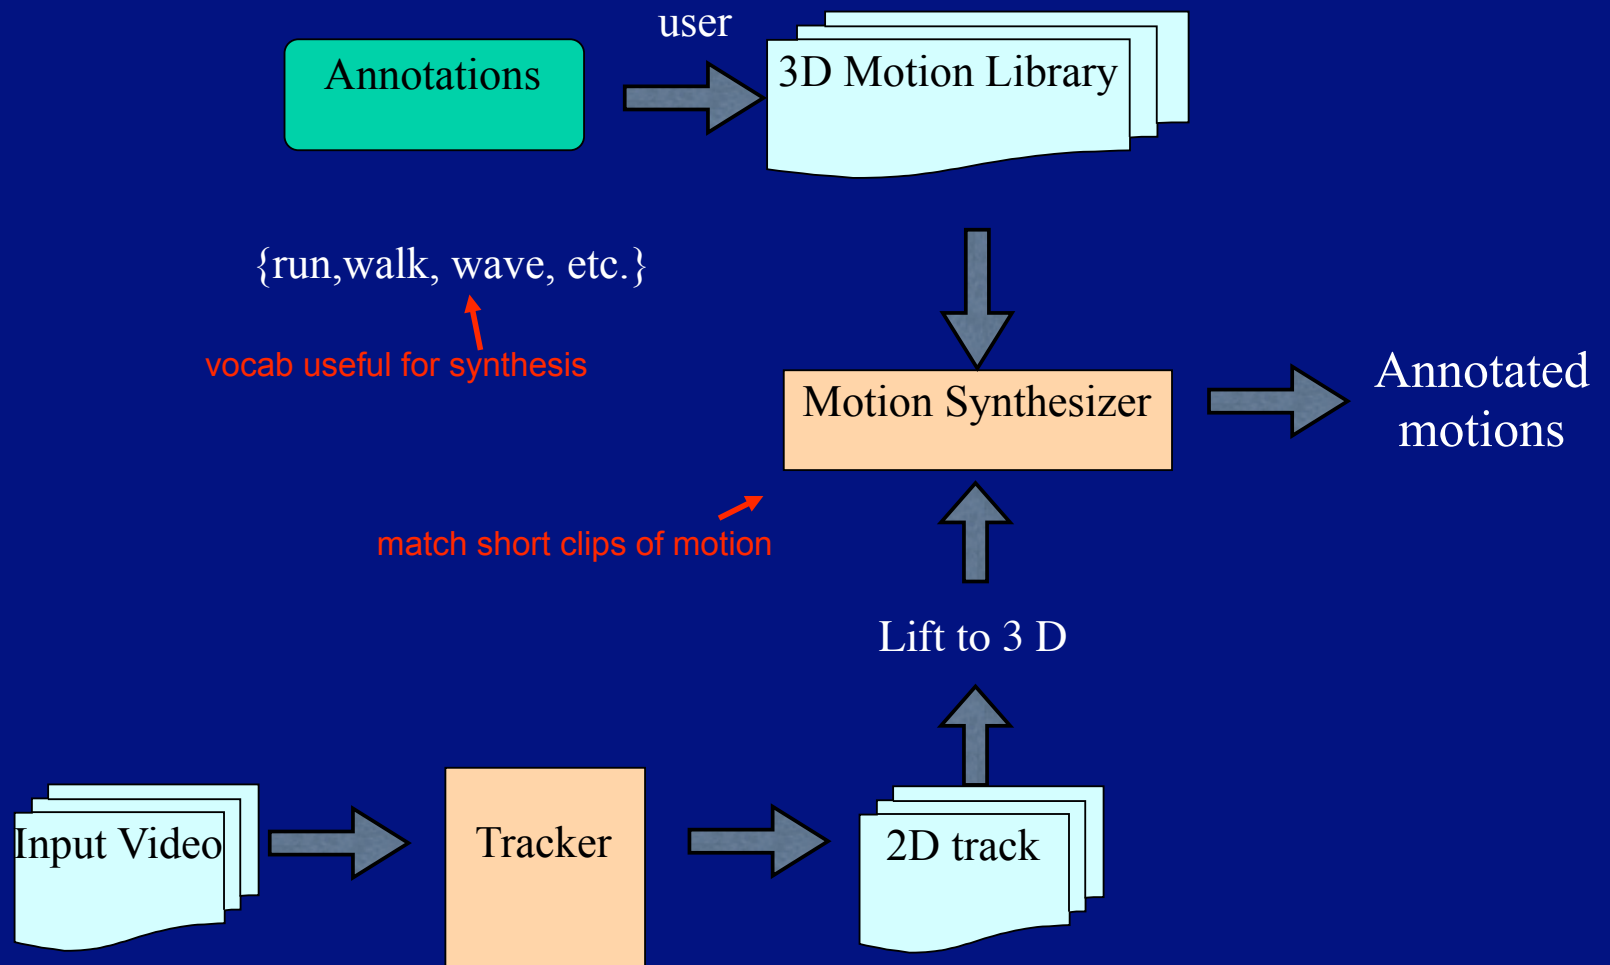 user
Annotations
3D Motion Library
{run,walk, wave, etc.}
vocab useful for synthesis
Motion Synthesizer
Annotated
motions
match short clips of motion
Lift to 3 D
Input Video
Tracker
2D track